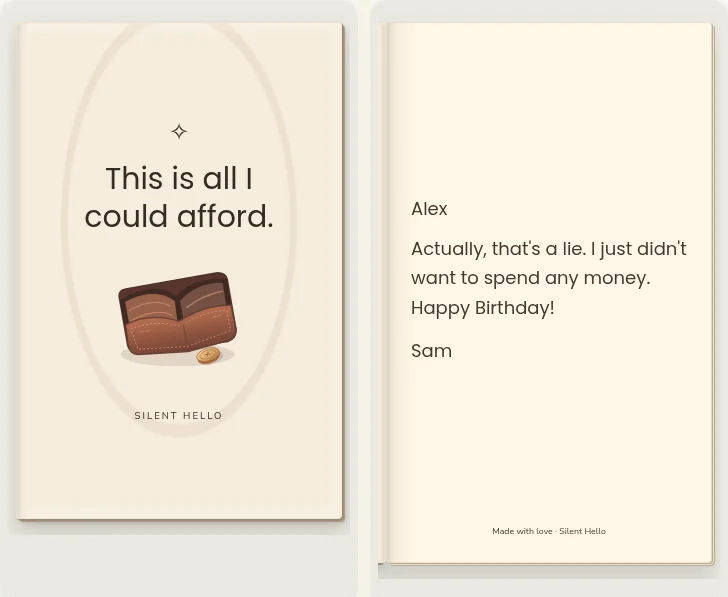 This is all I
could afford.
SILENT HELLO
Alex
Actually, that's a lie. I just didn't
want to spend any money.
Happy Birthday!
Sam
Made with love · Silent Hello